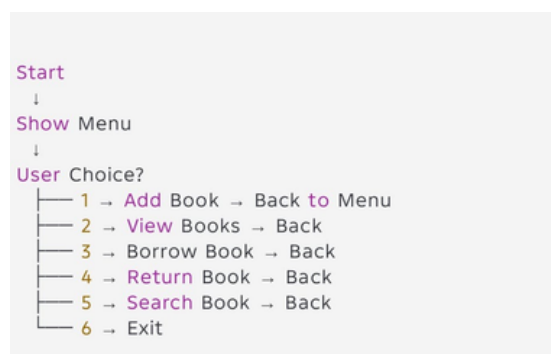 Start
↓
Show Menu
↓
User Choice?
├── 1 → Add Book → Back to Menu
├── 2 → View Books → Back
├── 3 → Borrow Book → Back
├── 4 → Return Book → Back
├── 5 → Search Book → Back
└── 6 → Exit